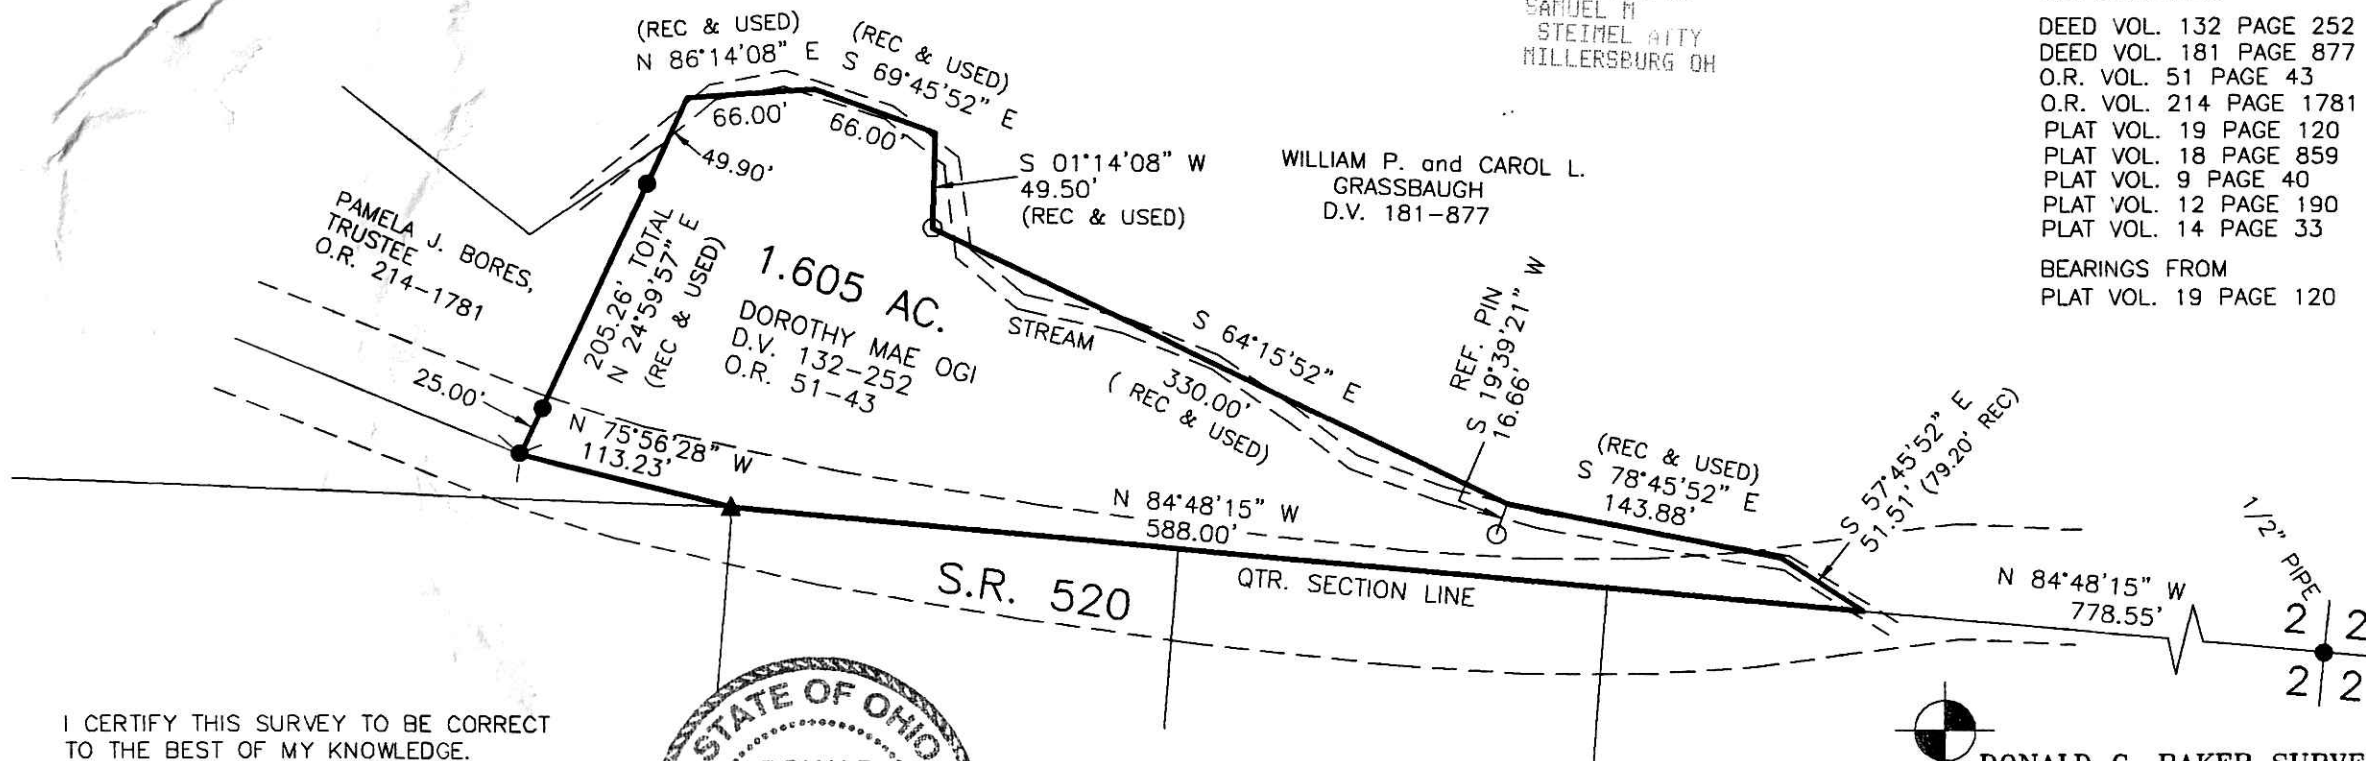 SAMUEL M
STEIMEL ATTY
MILLERSBURG OH
DEED VOL. 132 PAGE 252
DEED VOL. 181 PAGE 877
O.R. VOL. 51 PAGE 43
O.R. VOL. 214 PAGE 1781
PLAT VOL. 19 PAGE 120
PLAT VOL. 18 PAGE 859
PLAT VOL. 9 PAGE 40
PLAT VOL. 12 PAGE 190
PLAT VOL. 14 PAGE 33
BEARINGS FROM
PLAT VOL. 19 PAGE 120
(REC & USED)
N 86°14'08" E
(REC & USED)
S 69°45'52" E
66.00'
66.00'
49.90'
S 01°14'08" W
49.50'
(REC & USED)
WILLIAM P. and CAROL L.
GRASSBAUGH
D.V. 181-877
PAMELA J. BORES,
TRUSTEE
O.R. 214-1781
205.26' TOTAL
N 24°59'57" E
(REC & USED)
1.605 AC.
DOROTHY MAE OGI
D.V. 132-252
O.R. 51-43
STREAM
S 64°15'52" E
330.00'
( REC & USED)
REF. PIN
S 19°39'21" W
16.66'
25.00'
N 75°56'28" W
113.23'
(REC & USED)
S 78°45'52" E
143.88'
S 57°45'52" E
51.51' (79.20' REC)
N 84°48'15" W
588.00'
QTR. SECTION LINE
S.R. 520
1/2" PIPE
N 84°48'15" W
778.55'
2 2
2 2
I CERTIFY THIS SURVEY TO BE CORRECT
TO THE BEST OF MY KNOWLEDGE.
STATE OF OHIO